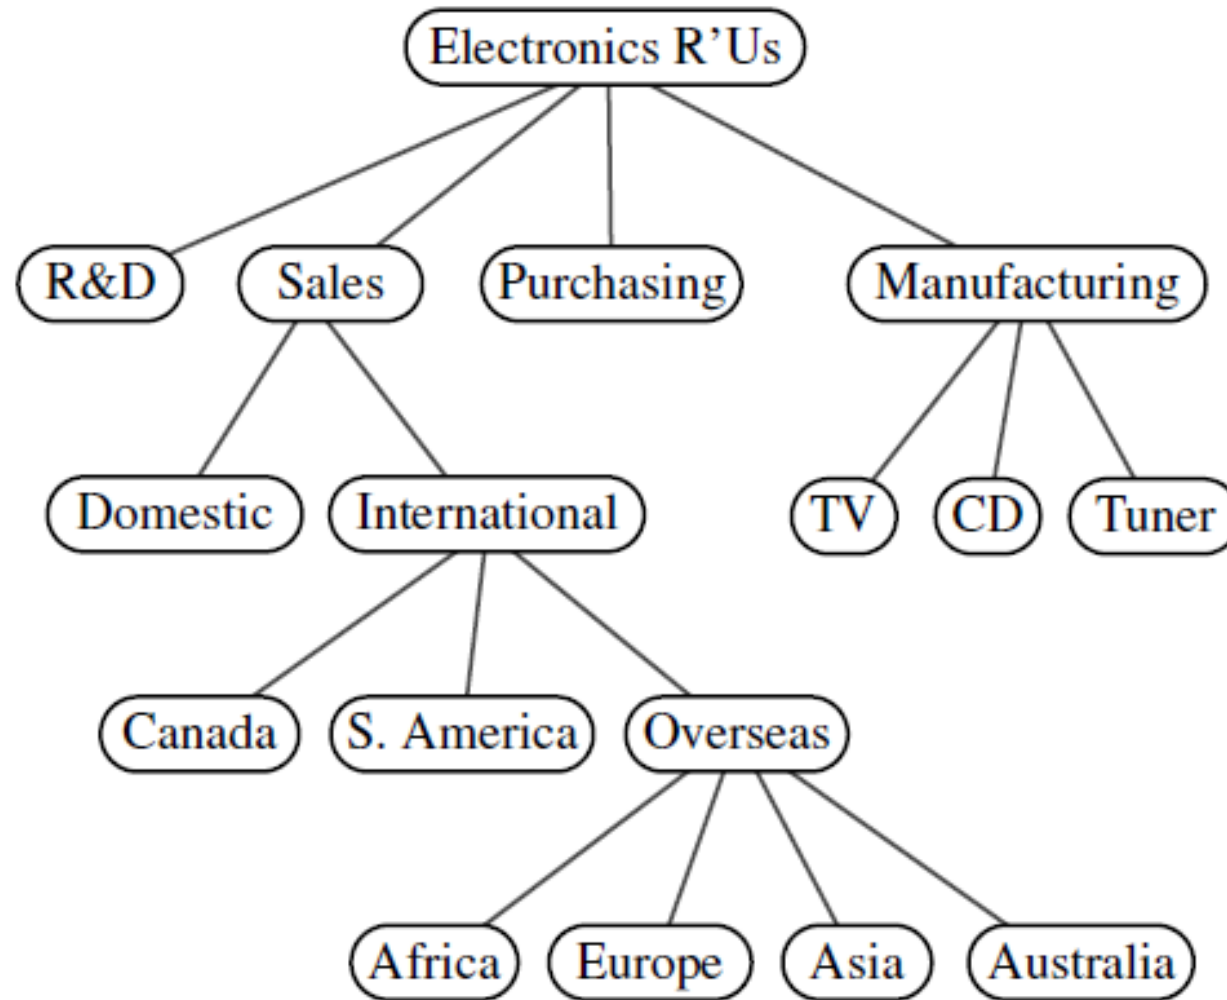 Electronics R'Us
R&D Sales Purchasing Manufacturing
Domestic International TV CD Tuner
Canada S. America Overseas
Africa Europe Asia Australia